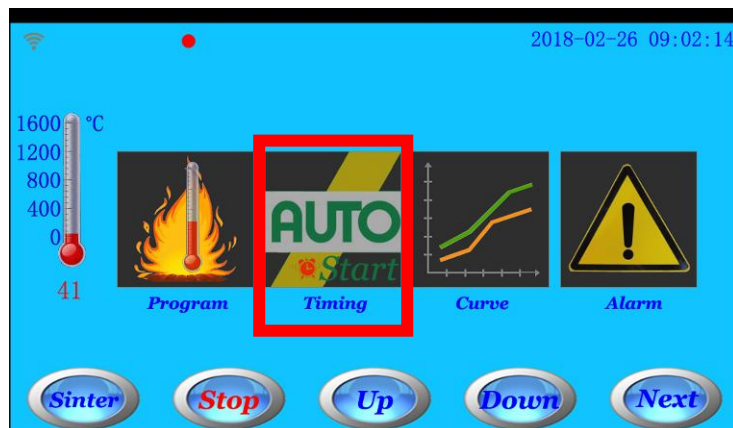 2018-02-26 09:02:14
1600 ℃
1200
800
400
0
41
AUTO
Start
Program Timing Curve Alarm
Sinter Stop Up Down Next